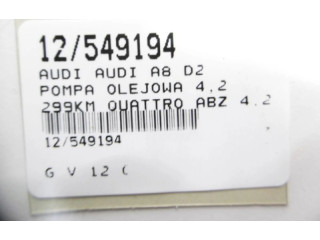 12/549194
AUDI AUDI A8 D2
POMPA OLEJOWA 4,2
299KM QUATTRO ABZ 4.2
12/549194
G V 12 C